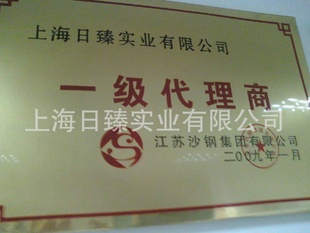 上海日臻实业有限公司
一级代理商
上海日臻实业有限公司
江苏沙钢集团有限公司
二00九年一月